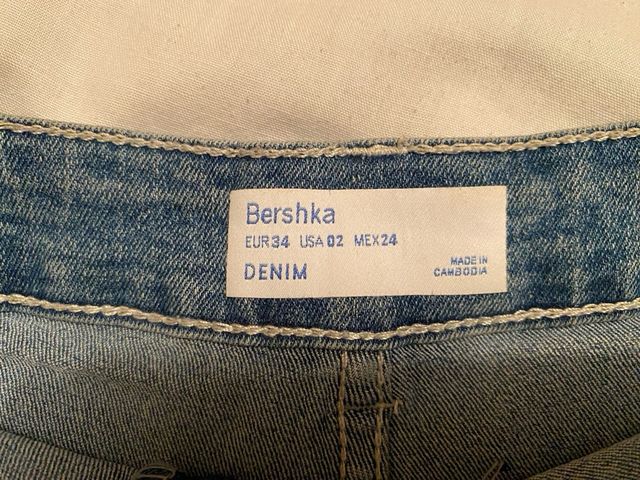 Bershka
EUR34 USA02 MEX24
DENIM
MADE IN
CAMBODIA